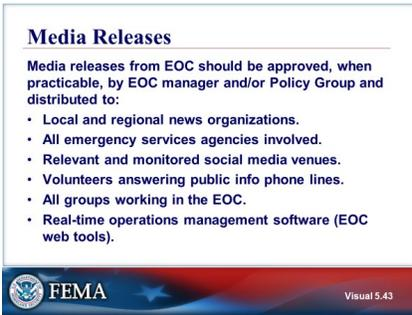 Media Releases
Media releases from EOC should be approved, when
practicable, by EOC manager and/or Policy Group and
distributed to:
• Local and regional news organizations.
• All emergency services agencies involved.
• Relevant and monitored social media venues.
• Volunteers answering public info phone lines.
• All groups working in the EOC.
• Real-time operations management software (EOC
web tools).
FEMA
Visual 5.43